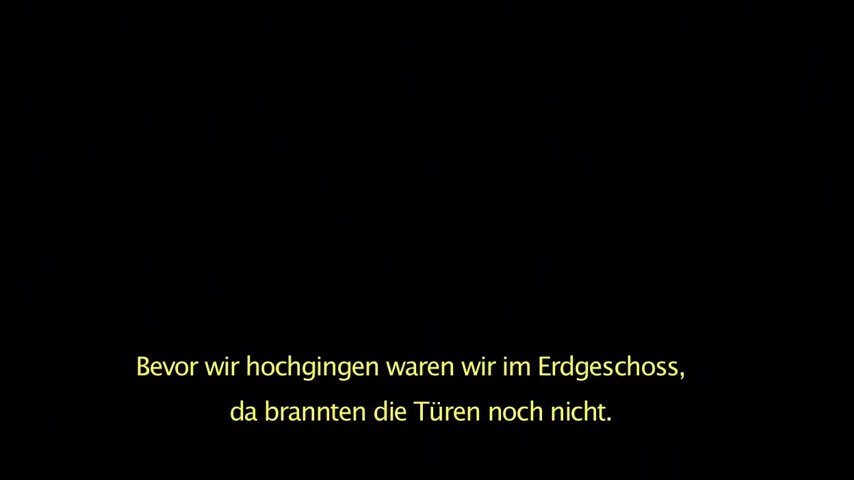 Bevor wir hochgingen waren wir im Erdgeschoss,
da brannten die Türen noch nicht.